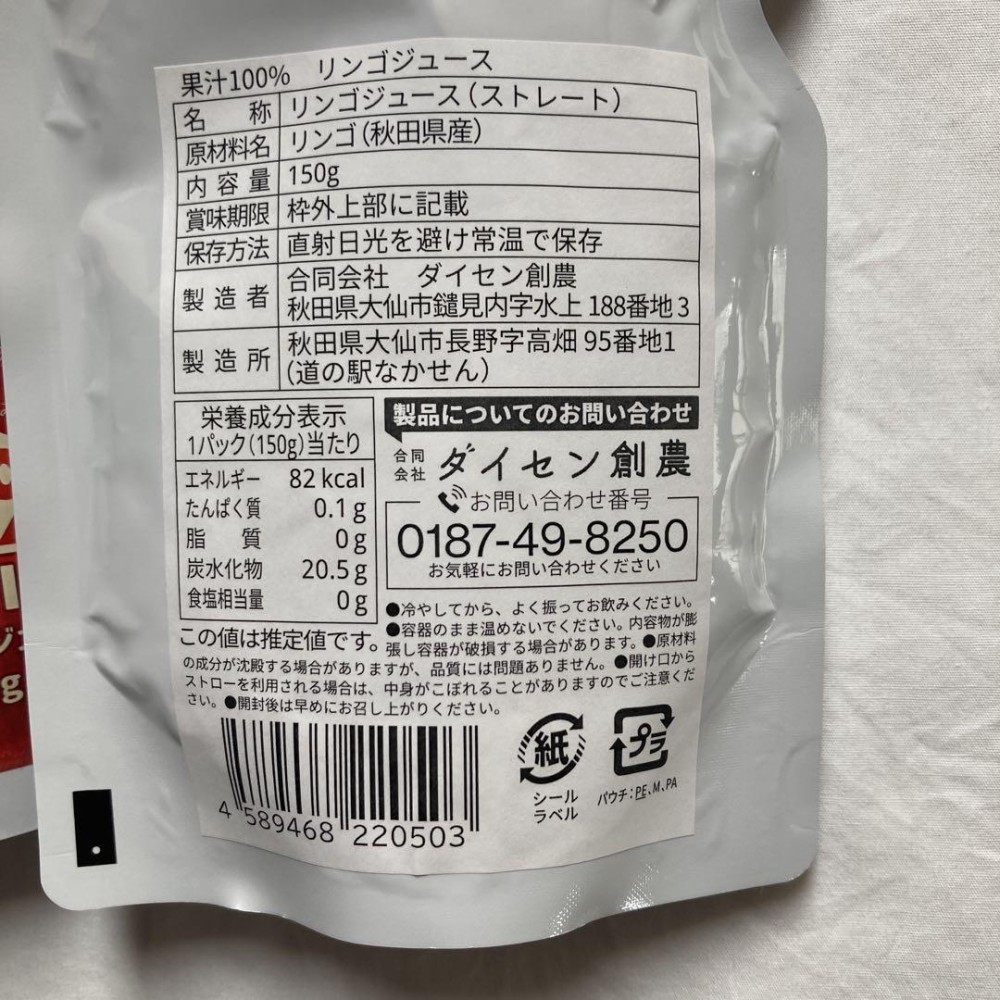 果汁100% リンゴジュース
名称 リンゴジュース(ストレート)
原材料名 リンゴ(秋田県産)
内容量 150g
賞味期限 枠外上部に記載
保存方法 直射日光を避け常温で保存
製造者 合同会社 ダイセン創農
秋田県大仙市鑓見内字水上 188番地3
製造所 秋田県大仙市長野字高畑 95番地1
(道の駅なかせん)
栄養成分表示
1パック(150g)当たり
エネルギー 82 kcal
たんぱく質 0.1 g
脂質 0 g
炭水化物 20.5 g
食塩相当量 0 g
この値は推定値です。
製品についてのお問い合わせ
合同会社 ダイセン創農
お問い合わせ番号
0187-49-8250
お気軽にお問い合わせください
●冷やしてから、よく振ってお飲みください。
●容器のまま温めないでください。内容物が膨
張し容器が破損する場合があります。●原材料
の成分が沈殿する場合がありますが、品質には問題ありません。●開け口から
ストローを利用される場合は、中身がこぼれることがありますのでご注意くだ
さい。●開封後は早めにお召し上がりください。
紙
シール
ラベル
プラ
パウチ:PE、M、PA
4 589468 220503